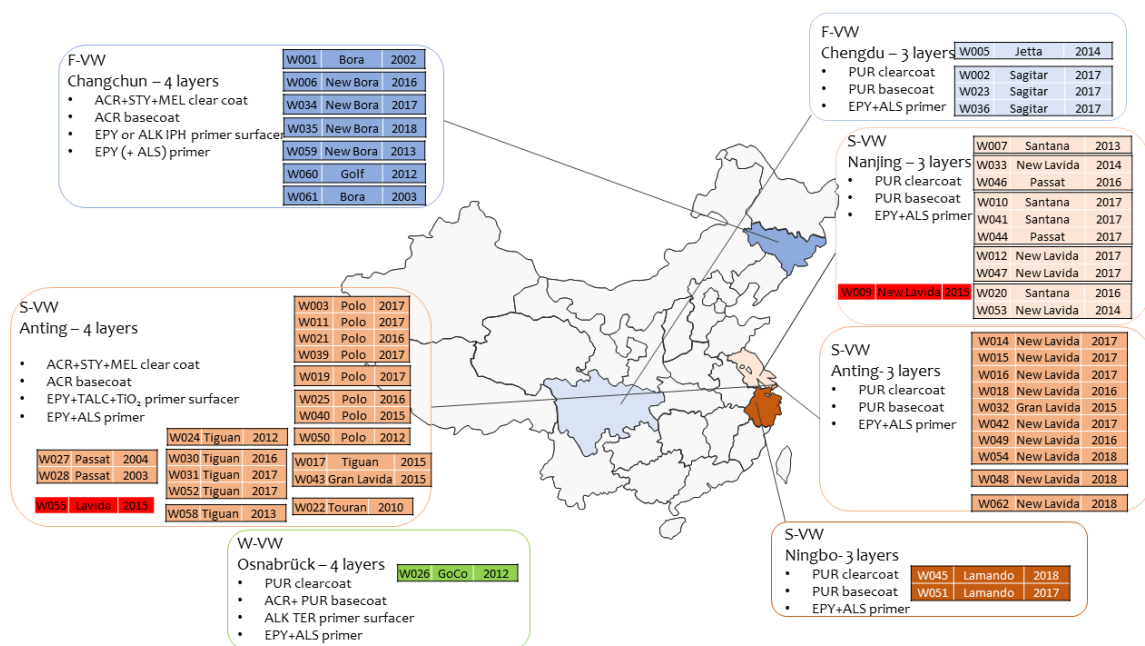 F-VW
Changchun – 4 layers
• ACR+STY+MEL clear coat
• ACR basecoat
• EPY or ALK IPH primer surfacer
• EPY (+ ALS) primer
W001 Bora 2002
W006 New Bora 2016
W034 New Bora 2017
W035 New Bora 2018
W059 New Bora 2013
W060 Golf 2012
W061 Bora 2003
F-VW
Chengdu – 3 layers
• PUR clearcoat
• PUR basecoat
• EPY+ALS primer
W005 Jetta 2014
W002 Sagitar 2017
W023 Sagitar 2017
W036 Sagitar 2017
S-VW
Nanjing – 3 layers
• PUR clearcoat
• PUR basecoat
• EPY+ALS primer
W007 Santana 2013
W033 New Lavida 2014
W046 Passat 2016
W010 Santana 2017
W041 Santana 2017
W044 Passat 2017
W012 New Lavida 2017
W047 New Lavida 2017
W009 New Lavida 2015
W020 Santana 2016
W053 New Lavida 2014
S-VW
Anting – 4 layers
• ACR+STY+MEL clear coat
• ACR basecoat
• EPY+TALC+TiO₂ primer surfacer
• EPY+ALS primer
W003 Polo 2017
W011 Polo 2017
W021 Polo 2016
W039 Polo 2017
W019 Polo 2017
W025 Polo 2016
W040 Polo 2015
W050 Polo 2012
W024 Tiguan 2012
W027 Passat 2004
W028 Passat 2003
W030 Tiguan 2016
W031 Tiguan 2017
W052 Tiguan 2017
W017 Tiguan 2015
W043 Gran Lavida 2015
W055 Lavida 2015
W058 Tiguan 2013
W022 Touran 2010
S-VW
Anting- 3 layers
• PUR clearcoat
• PUR basecoat
• EPY+ALS primer
W014 New Lavida 2017
W015 New Lavida 2017
W016 New Lavida 2017
W018 New Lavida 2016
W032 Gran Lavida 2015
W042 New Lavida 2017
W049 New Lavida 2016
W054 New Lavida 2018
W048 New Lavida 2018
W062 New Lavida 2018
W-VW
Osnabrück – 4 layers
• PUR clearcoat
• ACR+ PUR basecoat
• ALK TER primer surfacer
• EPY+ALS primer
W026 GoCo 2012
S-VW
Ningbo- 3 layers
• PUR clearcoat
• PUR basecoat
• EPY+ALS primer
W045 Lamando 2018
W051 Lamando 2017